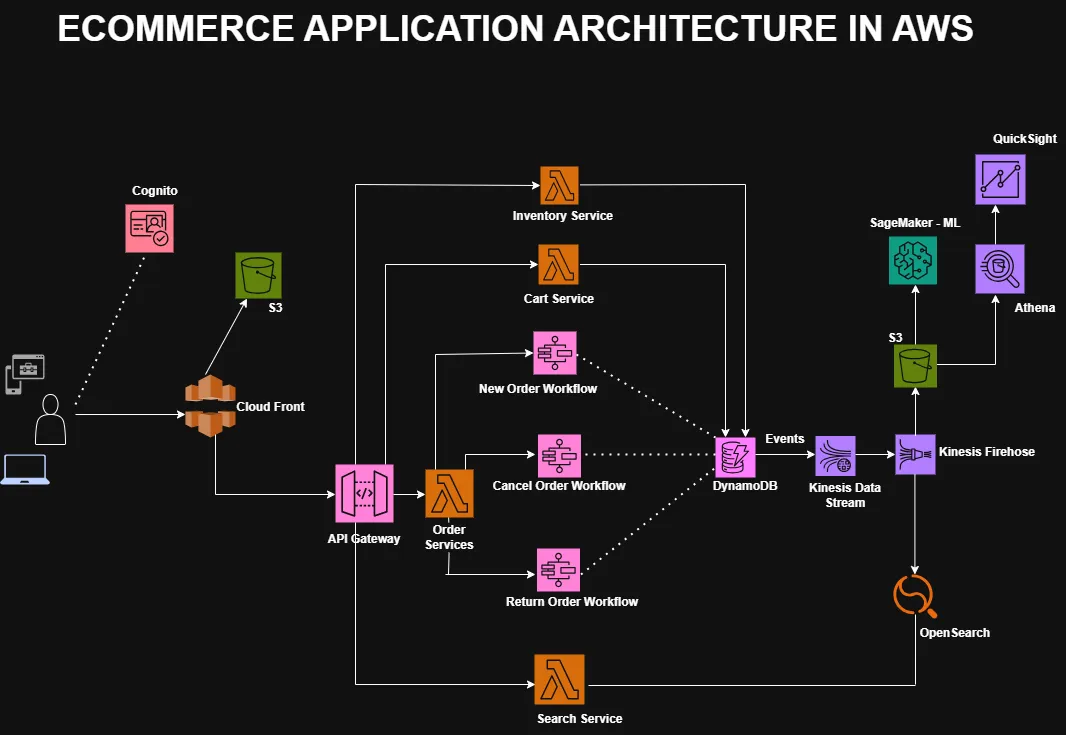 ECOMMERCE APPLICATION ARCHITECTURE IN AWS
QuickSight
Cognito
SageMaker - ML
Inventory Service
S3
Athena
Cart Service
S3
New Order Workflow
Cloud Front
Events
Kinesis Firehose
Cancel Order Workflow
DynamoDB
Kinesis Data
Stream
API Gateway
Order
Services
Return Order Workflow
OpenSearch
Search Service